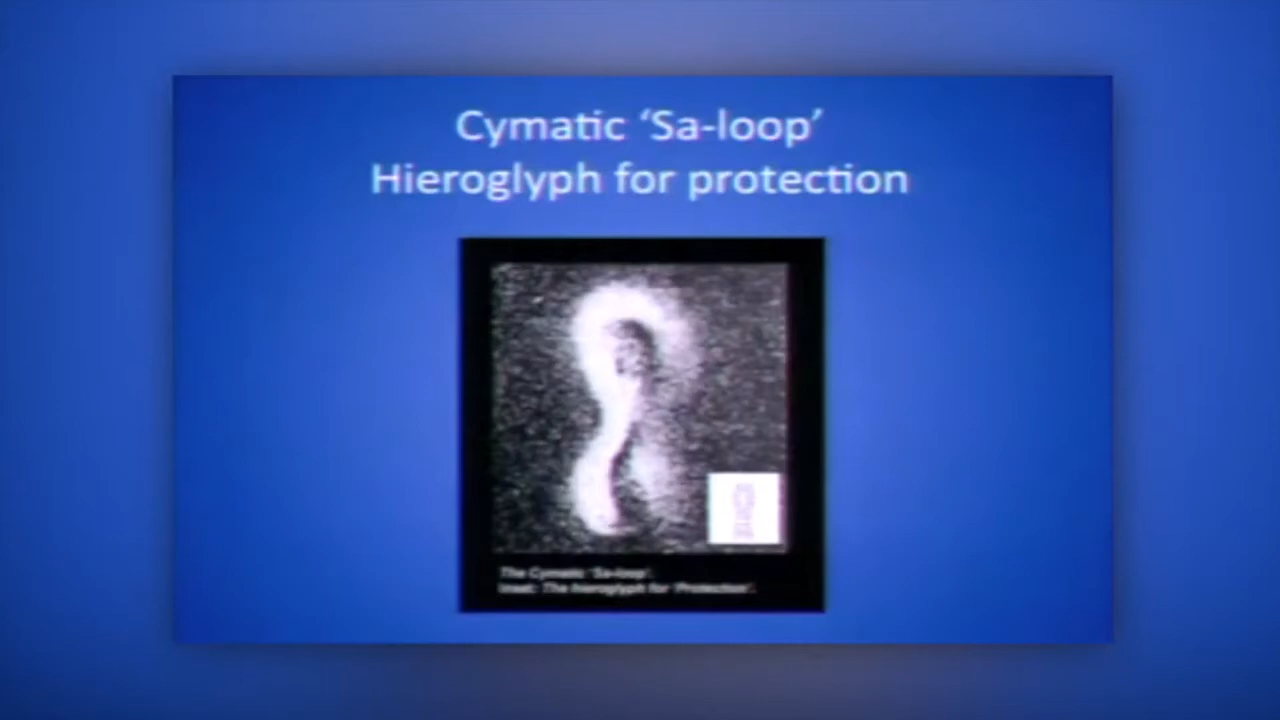 Cymatic ‘Sa-loop’
Hieroglyph for protection
The Cymatic ‘Sa-loop’.
Inset: The hieroglyph for ‘Protection’.